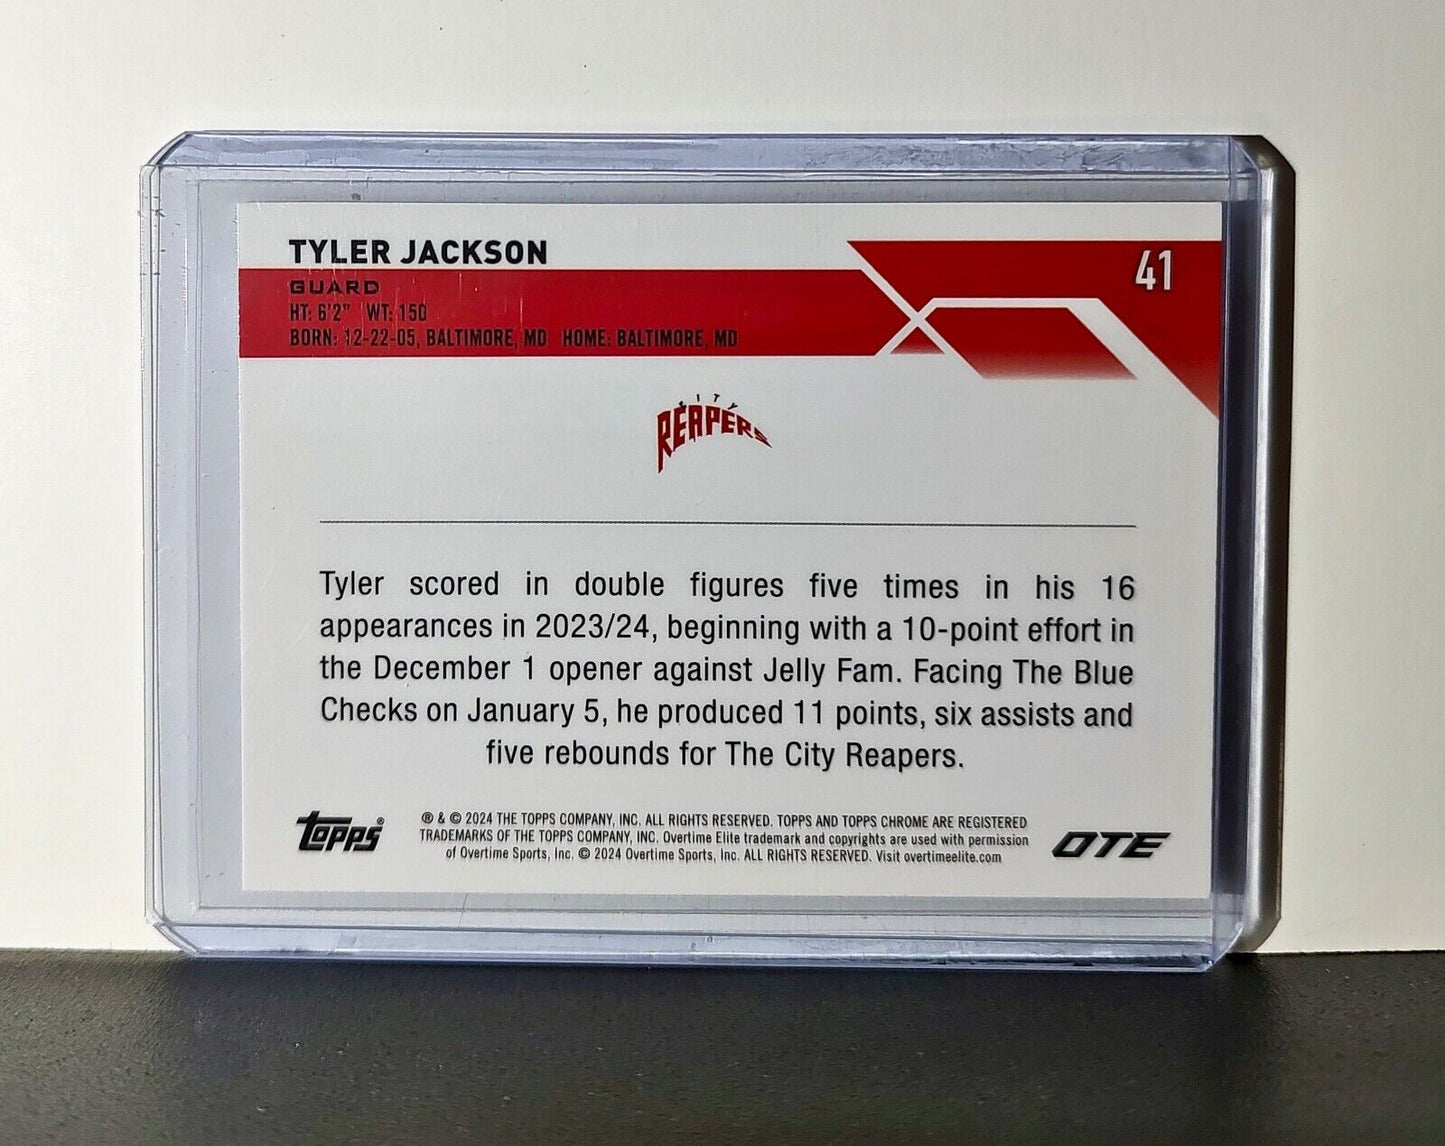 TYLER JACKSON
41
GUARD
HT: 6'2" WT: 150
BORN: 12-22-05, BALTIMORE, MD HOME: BALTIMORE, MD
CITY
REAPERS
Tyler scored in double figures five times in his 16
appearances in 2023/24, beginning with a 10-point effort in
the December 1 opener against Jelly Fam. Facing The Blue
Checks on January 5, he produced 11 points, six assists and
five rebounds for The City Reapers.
topps®
® & © 2024 THE TOPPS COMPANY, INC. ALL RIGHTS RESERVED. TOPPS AND TOPPS CHROME ARE REGISTERED
TRADEMARKS OF THE TOPPS COMPANY, INC. Overtime Elite trademark and copyrights are used with permission
of Overtime Sports, Inc. © 2024 Overtime Sports, Inc. ALL RIGHTS RESERVED. Visit overtimeelite.com
OTE